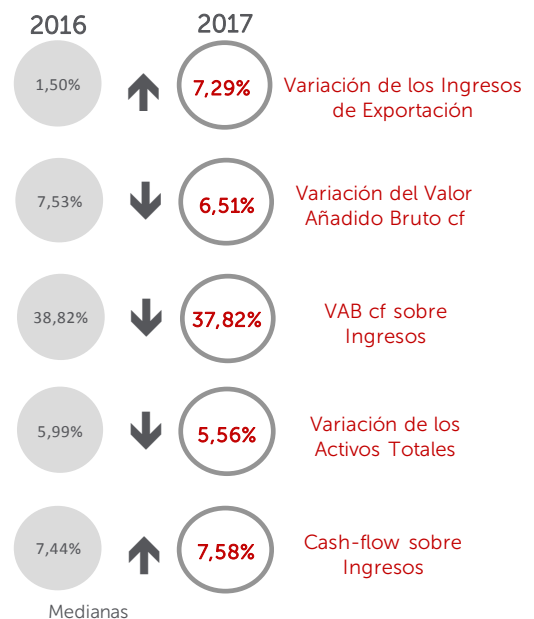 2016 2017
1,50% 7,29% Variación de los Ingresos
de Exportación
7,53% 6,51% Variación del Valor
Añadido Bruto cf
38,82% 37,82% VAB cf sobre
Ingresos
5,99% 5,56% Variación de los
Activos Totales
7,44% 7,58% Cash-flow sobre
Ingresos
Medianas